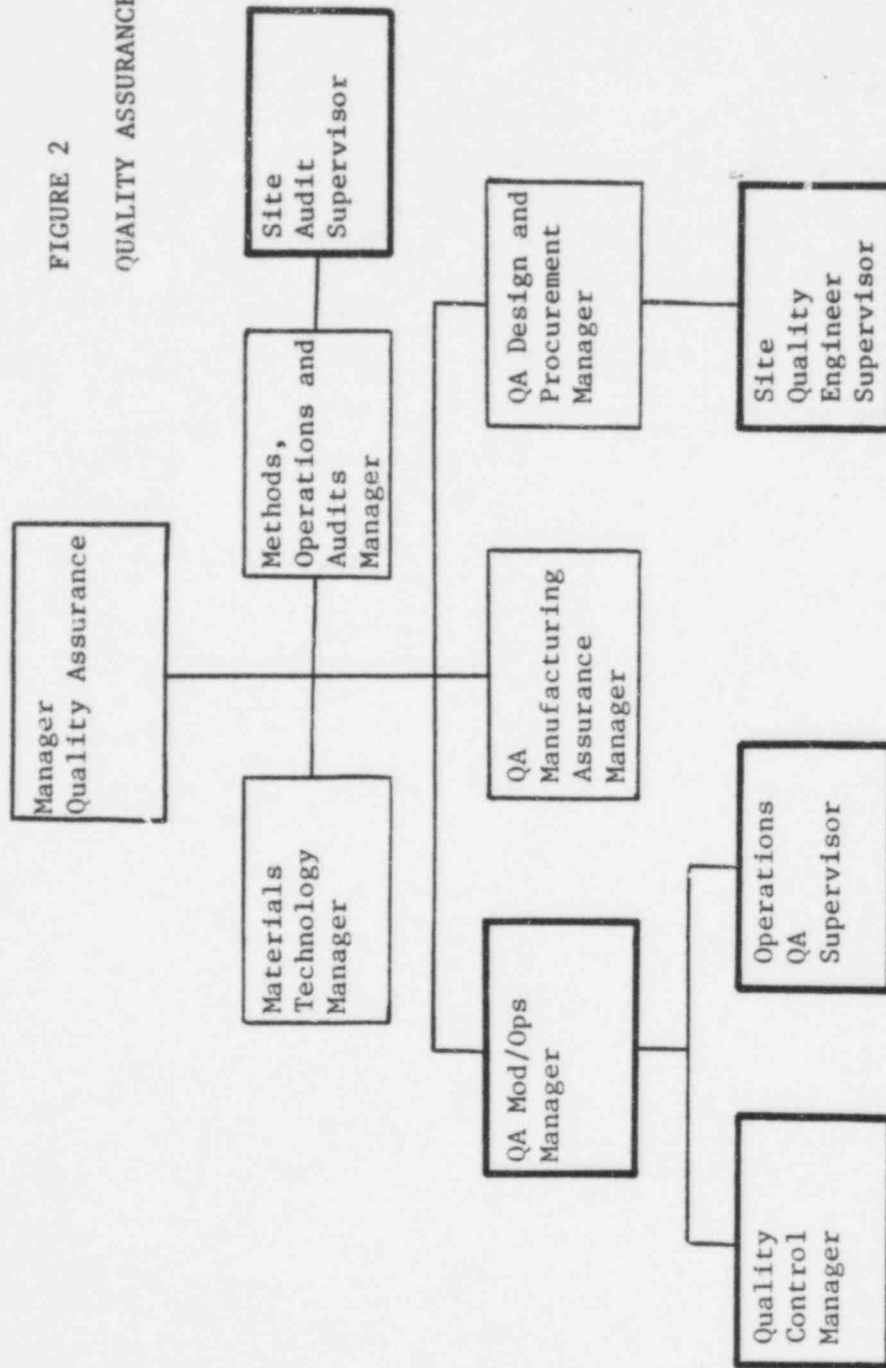 FIGURE 2
QUALITY ASSURANCE
Manager
Quality Assurance
Materials
Technology
Manager
Methods,
Operations and
Audits
Manager
Site
Audit
Supervisor
QA Mod/Ops
Manager
QA
Manufacturing
Assurance
Manager
QA Design and
Procurement
Manager
Quality
Control
Manager
Operations
QA
Supervisor
Site
Quality
Engineer
Supervisor